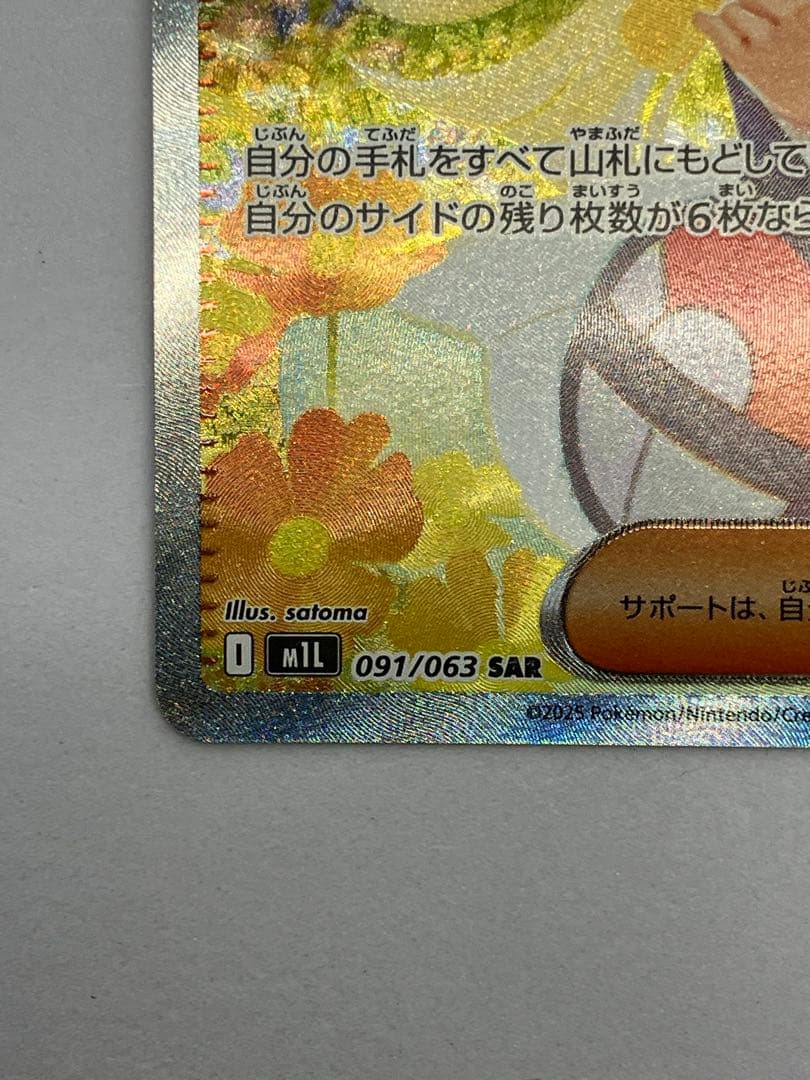 自分の手札をすべて山札にもどして
自分のサイドの残り枚数が6枚なら
サポートは、自
Illus. satoma
I M1L 091/063 SAR
©2025 Pokémon/Nintendo/Cre